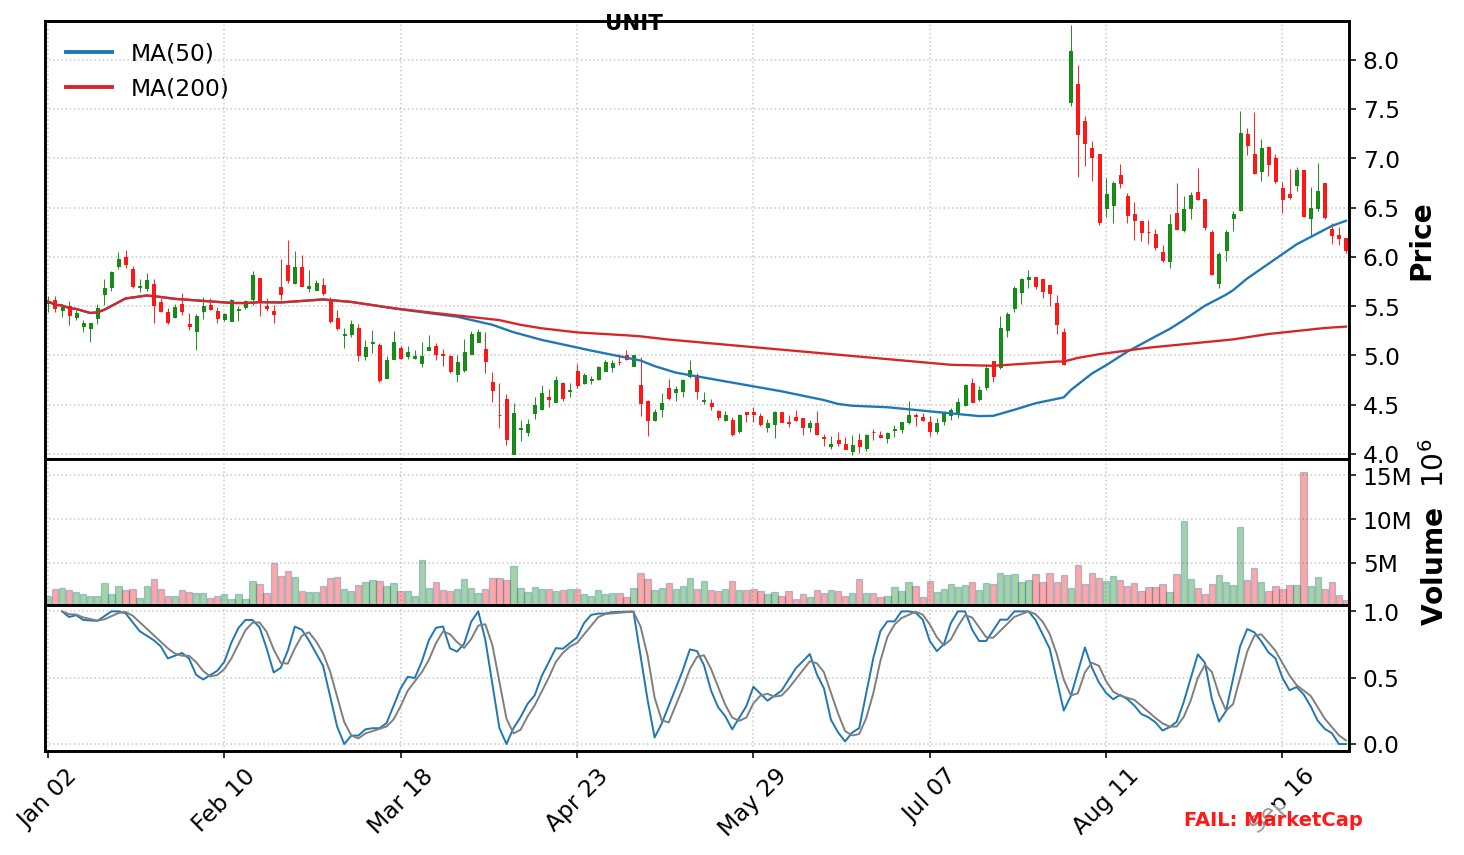 UNIT
MA(50)
MA(200)
8.0
7.5
7.0
6.5
6.0
5.5
5.0
4.5
4.0
Price
15M
10M
5M
Volume 10^6
1.0
0.5
0.0
Jan 02
Feb 10
Mar 18
Apr 23
May 29
Jul 07
Aug 11
Sep 16
FAIL: MarketCap